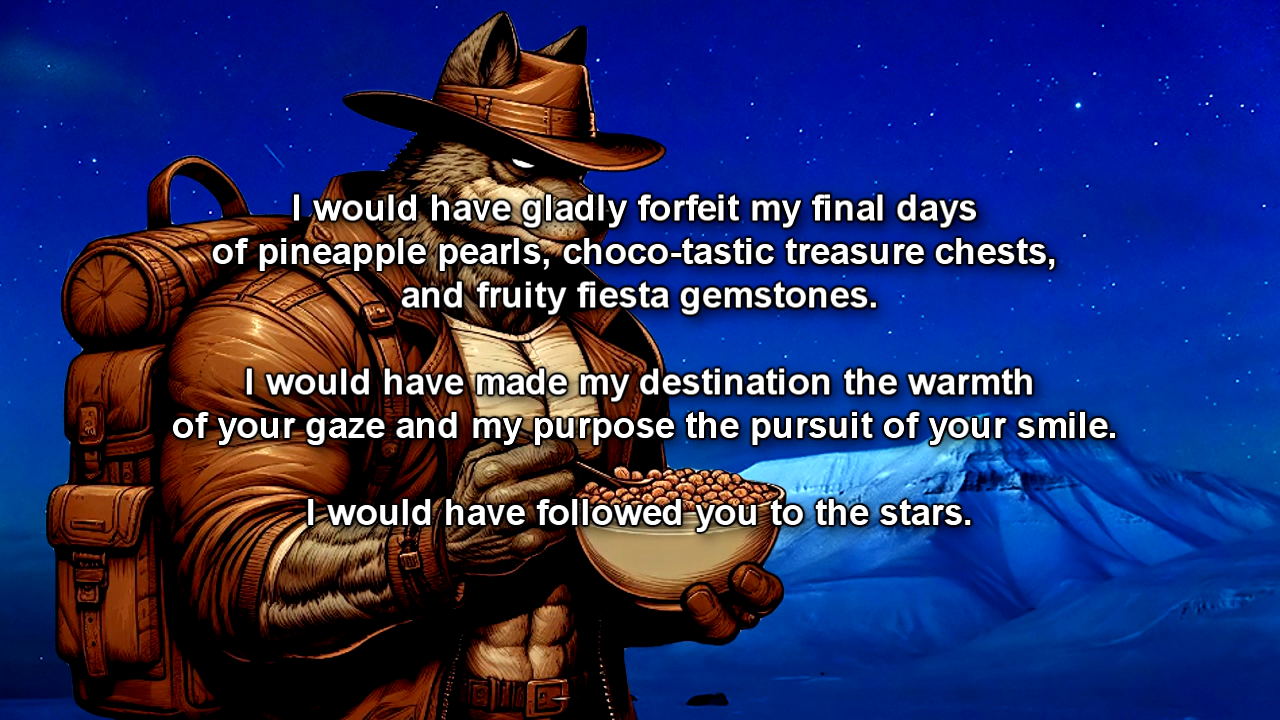 I would have gladly forfeit my final days
of pineapple pearls, choco-tastic treasure chests,
and fruity fiesta gemstones.
I would have made my destination the warmth
of your gaze and my purpose the pursuit of your smile.
I would have followed you to the stars.